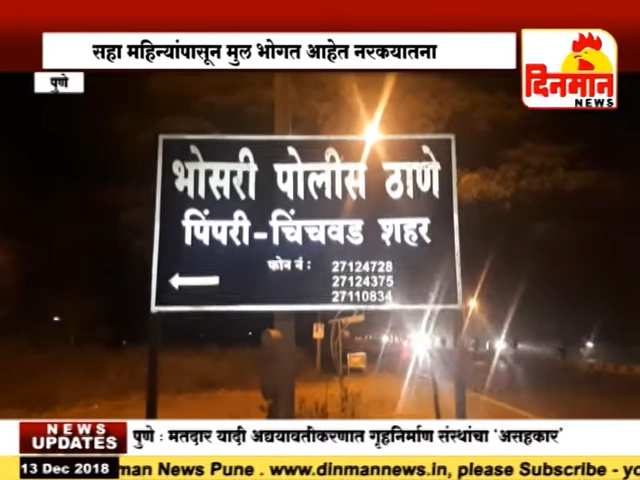 सहा महिन्यांपासून मुल भोगत आहेत नरकयातना
पुणे
दिनमान
NEWS
भोसरी पोलीस ठाणे
पिंपरी-चिंचवड शहर
फोन नं :
27124728
27124375
27110834
NEWS
UPDATES
पुणे : मतदार यादी अद्ययावतीकरणात गृहनिर्माण संस्थांचा 'असहकार'
13 Dec 2018
man News Pune . www.dinmannews.in, please Subscribe - yo